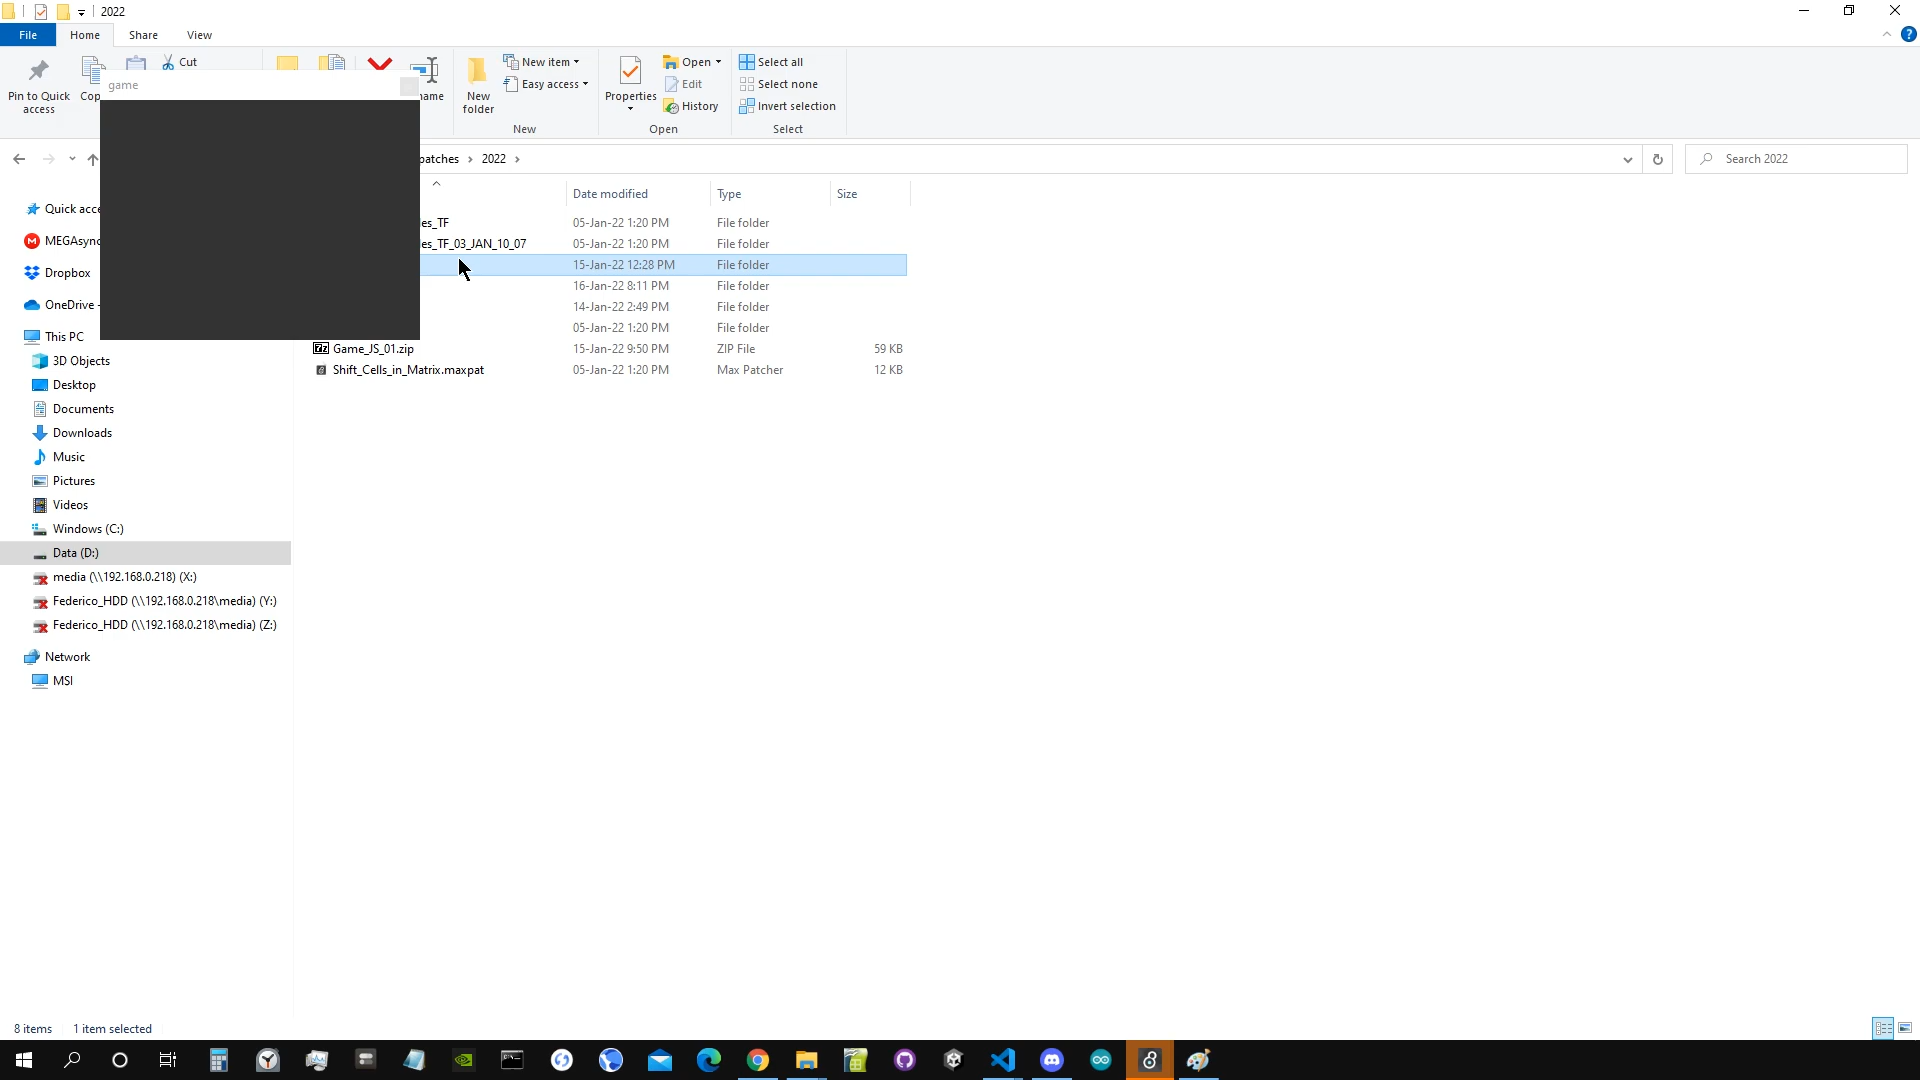 2022
File Home Share View
Pin to Quick access
Cut
game
New folder
New item
Easy access
New
Properties
Open
Edit
History
Open
Select all
Select none
Invert selection
Select
2022
Search 2022
Date modified Type Size
Quick acce
MEGAsync
Dropbox
OneDrive -
This PC
3D Objects
Desktop
Documents
Downloads
Music
Pictures
Videos
Windows (C:)
Data (D:)
media (\\192.168.0.218) (X:)
Federico_HDD (\\192.168.0.218\media) (Y:)
Federico_HDD (\\192.168.0.218\media) (Z:)
Network
MSI
les_TF 05-Jan-22 1:20 PM File folder
les_TF_03_JAN_10_07 05-Jan-22 1:20 PM File folder
15-Jan-22 12:28 PM File folder
16-Jan-22 8:11 PM File folder
14-Jan-22 2:49 PM File folder
05-Jan-22 1:20 PM File folder
Game_JS_01.zip 15-Jan-22 9:50 PM ZIP File 59 KB
Shift_Cells_in_Matrix.maxpat 05-Jan-22 1:20 PM Max Patcher 12 KB
8 items 1 item selected